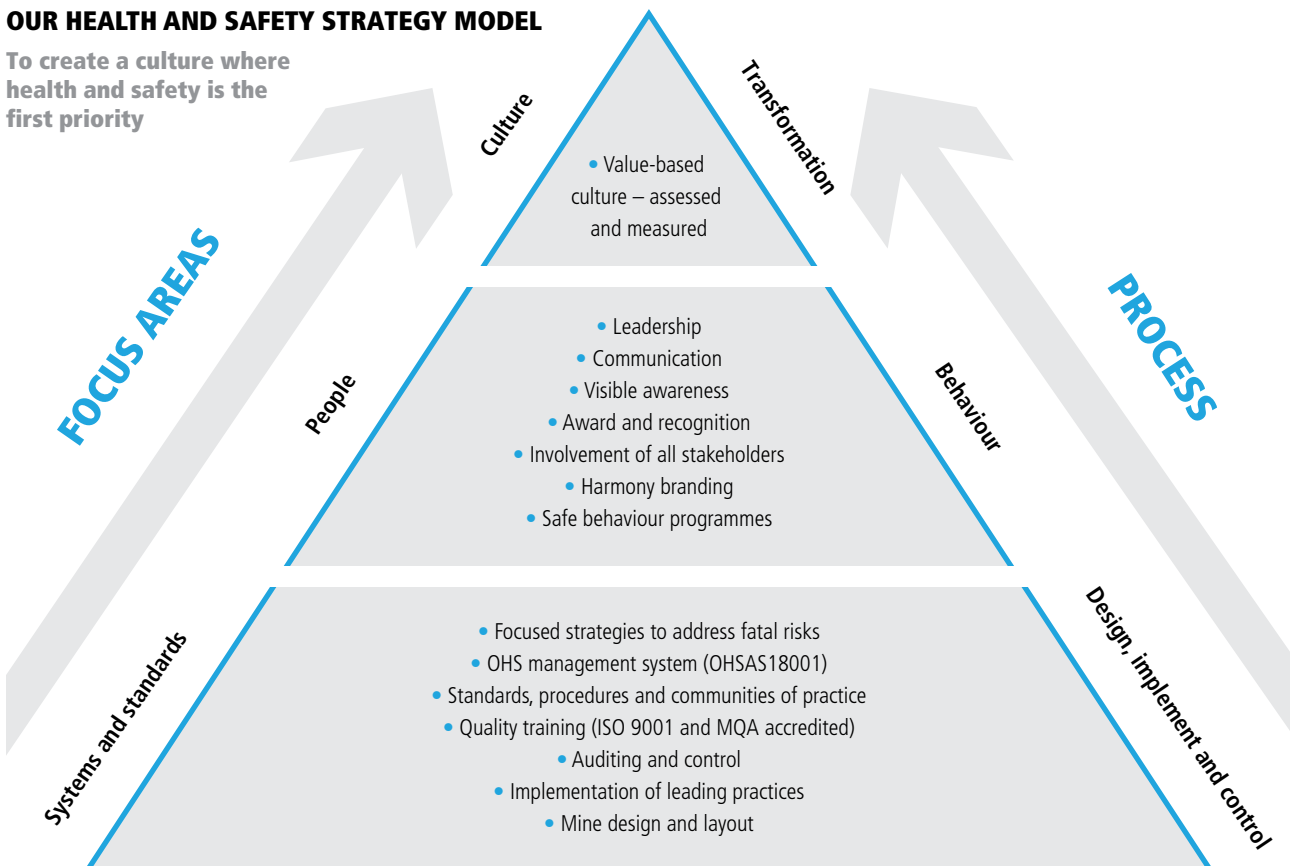 OUR HEALTH AND SAFETY STRATEGY MODEL
To create a culture where
health and safety is the
first priority
FOCUS AREAS
PROCESS
Culture
Transformation
• Value-based
culture – assessed
and measured
People
Behaviour
• Leadership
• Communication
• Visible awareness
• Award and recognition
• Involvement of all stakeholders
• Harmony branding
• Safe behaviour programmes
Systems and standards
Design, implement and control
• Focused strategies to address fatal risks
• OHS management system (OHSAS18001)
• Standards, procedures and communities of practice
• Quality training (ISO 9001 and MQA accredited)
• Auditing and control
• Implementation of leading practices
• Mine design and layout